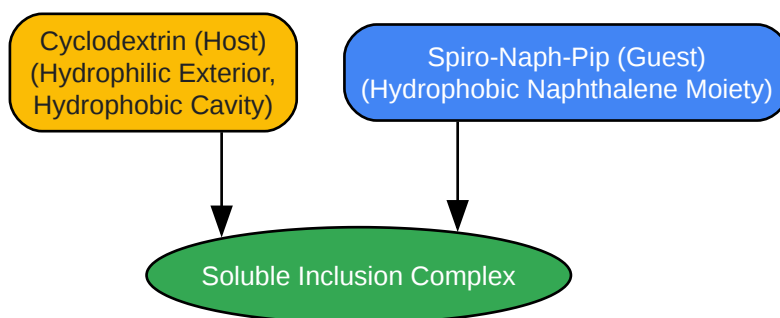 Cyclodextrin (Host)
(Hydrophilic Exterior,
Hydrophobic Cavity)
Spiro-Naph-Pip (Guest)
(Hydrophobic Naphthalene Moiety)
Soluble Inclusion Complex